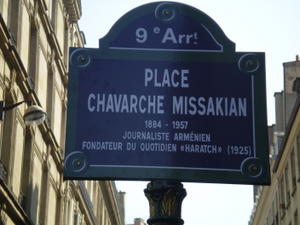 9e Arrt
PLACE
CHAVARCHE MISSAKIAN
1884 - 1957
JOURNALISTE ARMÉNIEN
FONDATEUR DU QUOTIDIEN «HARATCH» (1925)